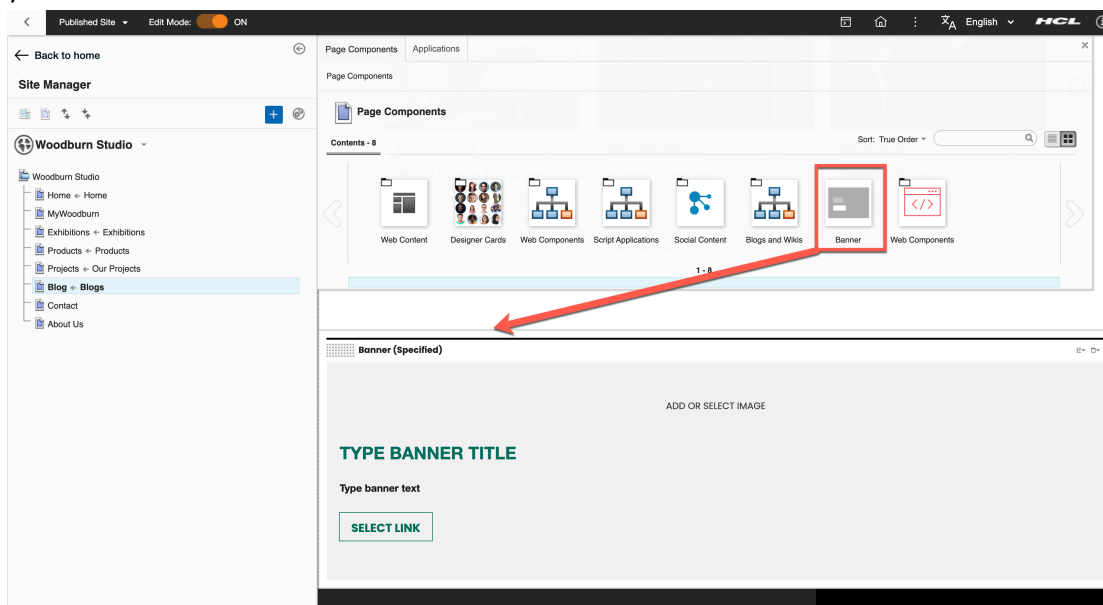 Published Site
Edit Mode:
ON
English
HCL
Back to home
Site Manager
Woodburn Studio
Woodburn Studio
Home ← Home
MyWoodburn
Exhibitions ← Exhibitions
Products ← Products
Projects ← Our Projects
Blog ← Blogs
Contact
About Us
Page Components
Applications
Page Components
Page Components
Contents - 8
Sort: True Order
Web Content
Designer Cards
Web Components
Script Applications
Social Content
Blogs and Wikis
Banner
Web Components
1 - 8
Banner (Specified)
ADD OR SELECT IMAGE
TYPE BANNER TITLE
Type banner text
SELECT LINK